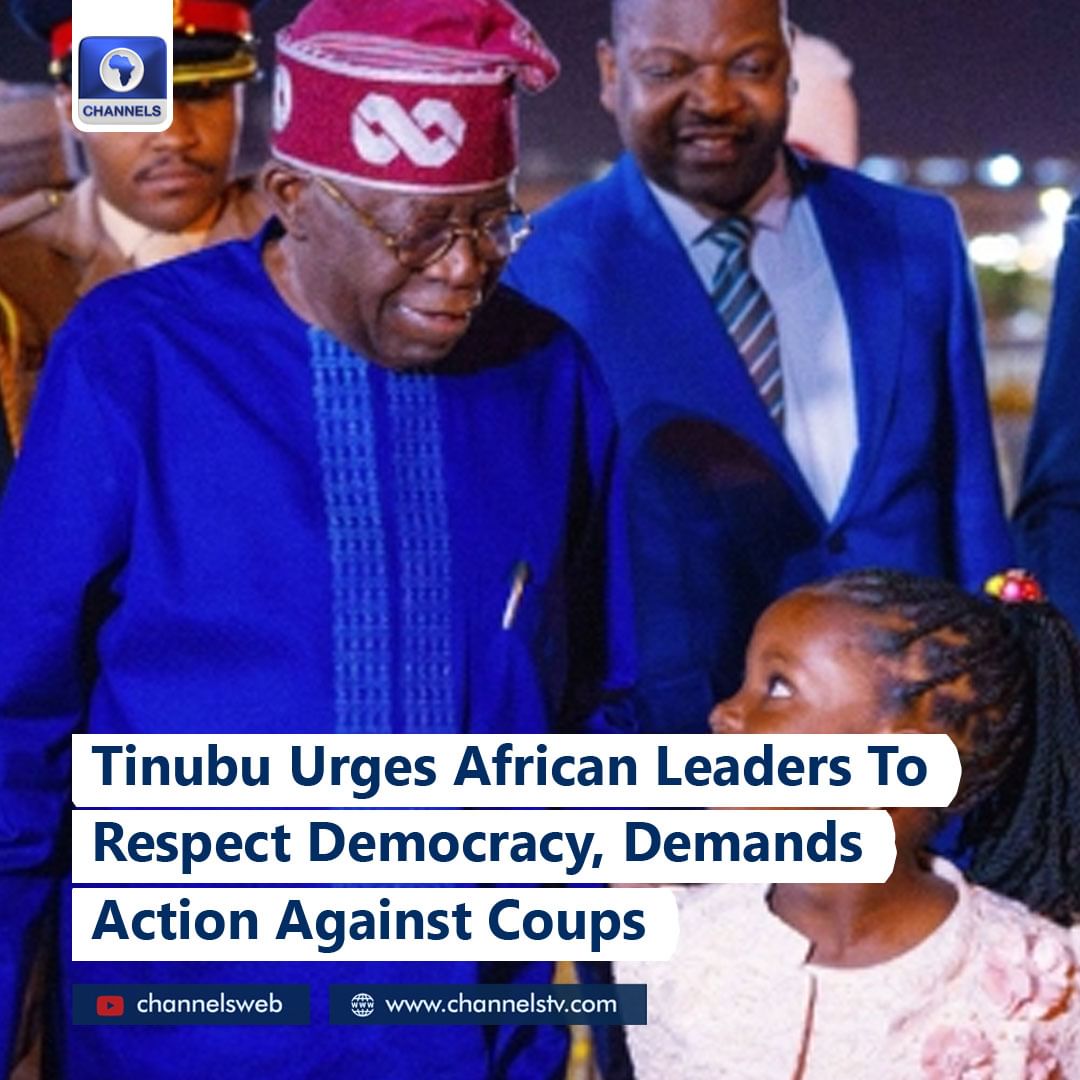 CHANNELS
Tinubu Urges African Leaders To
Respect Democracy, Demands
Action Against Coups
channelsweb
www.channelstv.com